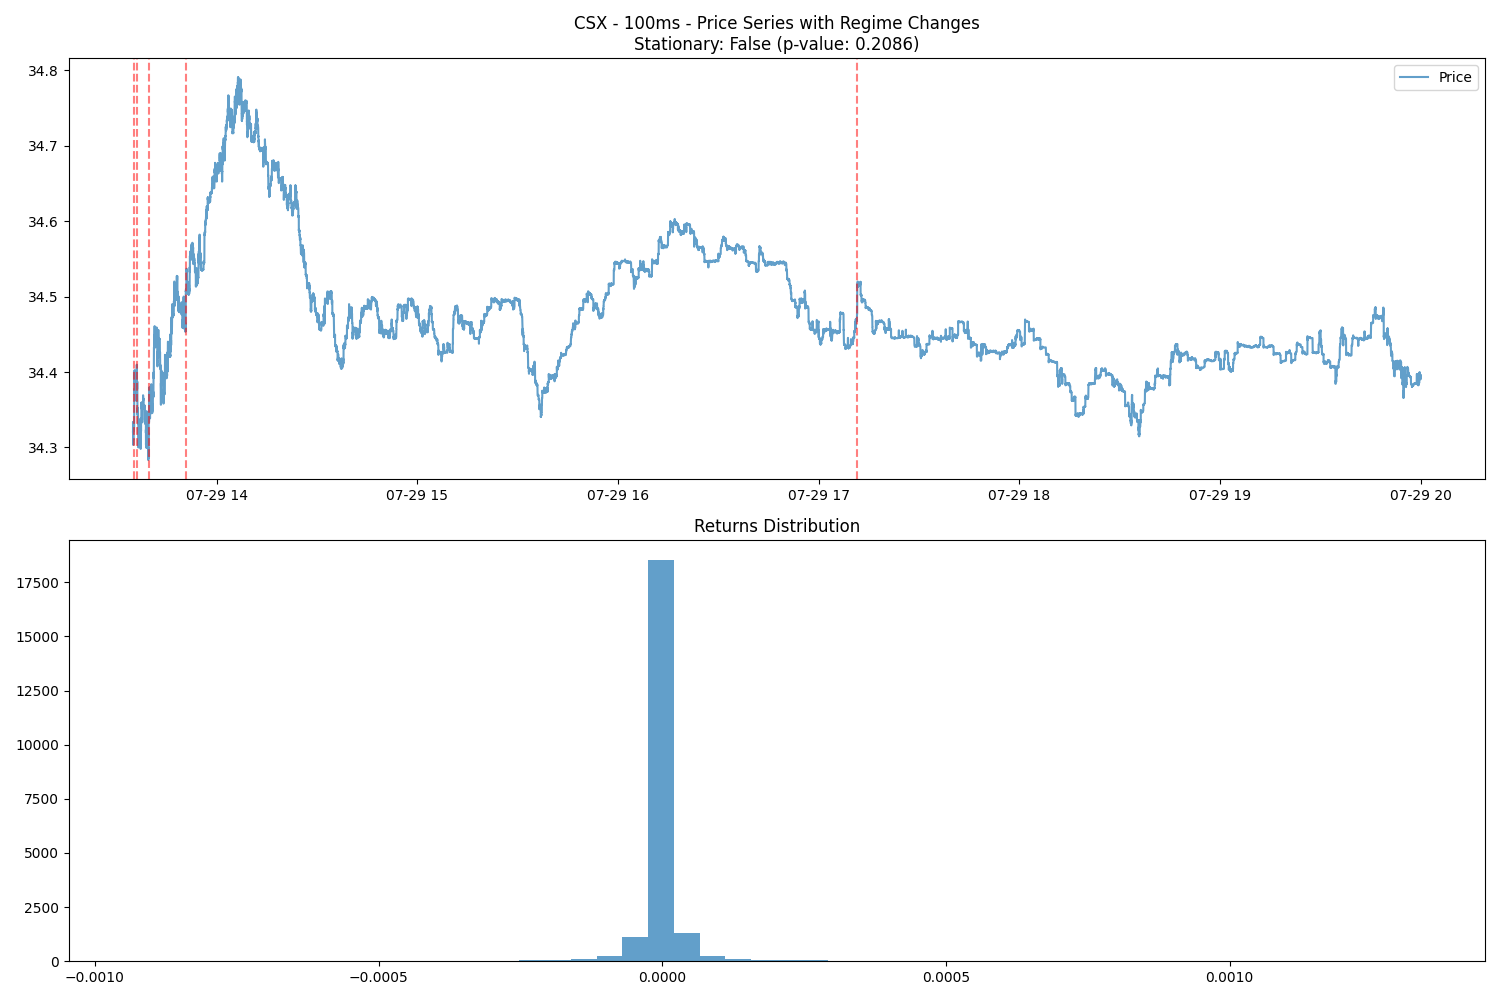 CSX - 100ms - Price Series with Regime Changes
Stationary: False (p-value: 0.2086)
Price
34.8
34.7
34.6
34.5
34.4
34.3
07-29 14 07-29 15 07-29 16 07-29 17 07-29 18 07-29 19 07-29 20
Returns Distribution
17500
15000
12500
10000
7500
5000
2500
0
−0.0010 −0.0005 0.0000 0.0005 0.0010